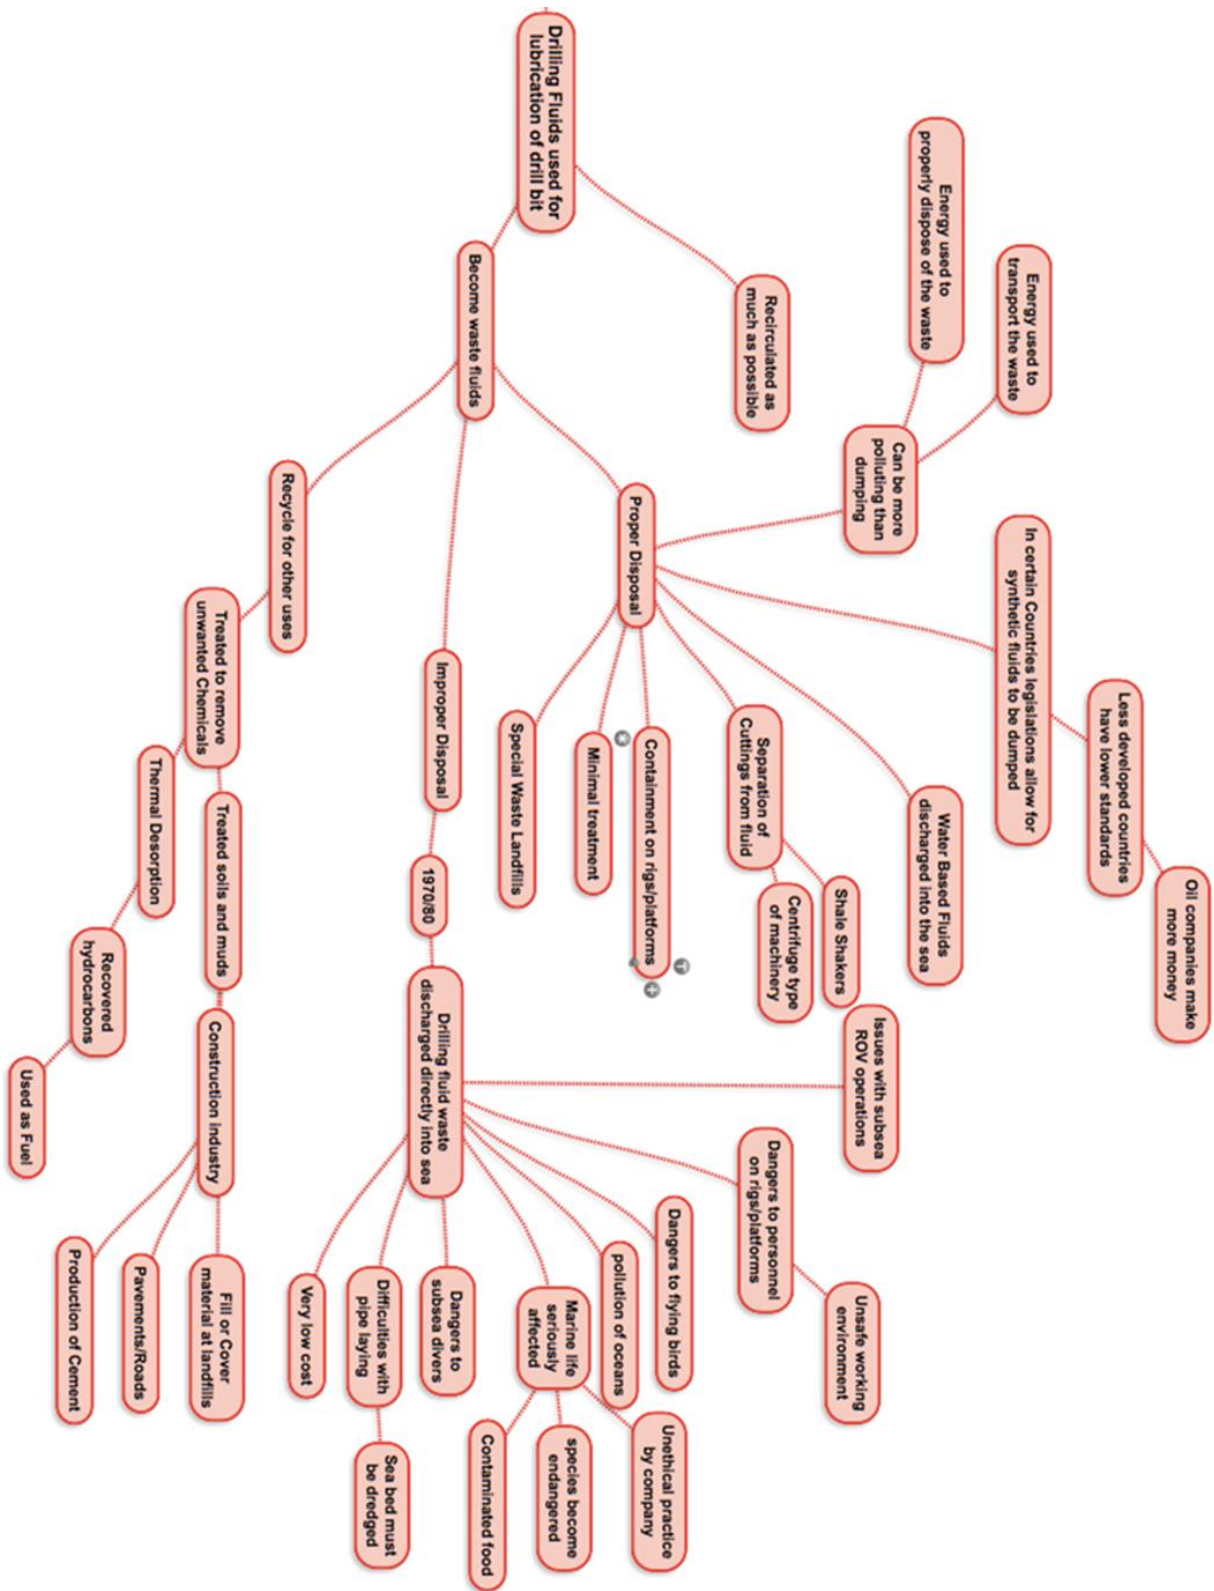 Drilling Fluids used for
lubrication of drill bit
Recirculated as
much as possible
Become waste fluids
Proper Disposal
Can be more
polluting than
dumping
Energy used to
transport the waste
Energy used to
properly dispose of the waste
In certain Countries legislations allow for
synthetic fluids to be dumped
Less developed countries
have lower standards
Oil companies make
more money
Water Based Fluids
discharged into the sea
Separation of
Cuttings from fluid
Shale Shakers
Centrifuge type
of machinery
Containment on rigs/platforms
T
+
Minimal treatment
Special Waste Landfills
Improper Disposal
1970/80
Drilling fluid waste
discharged directly into sea
Issues with subsea
ROV operations
Dangers to personnel
on rigs/platforms
Unsafe working
environment
Dangers to flying birds
pollution of oceans
Marine life
seriously
affected
Unethical practice
by company
species become
endangered
Contaminated food
Dangers to
subsea divers
Difficulties with
pipe laying
Sea bed must
be dredged
Very low cost
Recycle for other uses
Treated to remove
unwanted Chemicals
Treated soils and muds
Construction industry
Fill or Cover
material at landfills
Pavements/Roads
Production of Cement
Thermal Desorption
Recovered
hydrocarbons
Used as Fuel